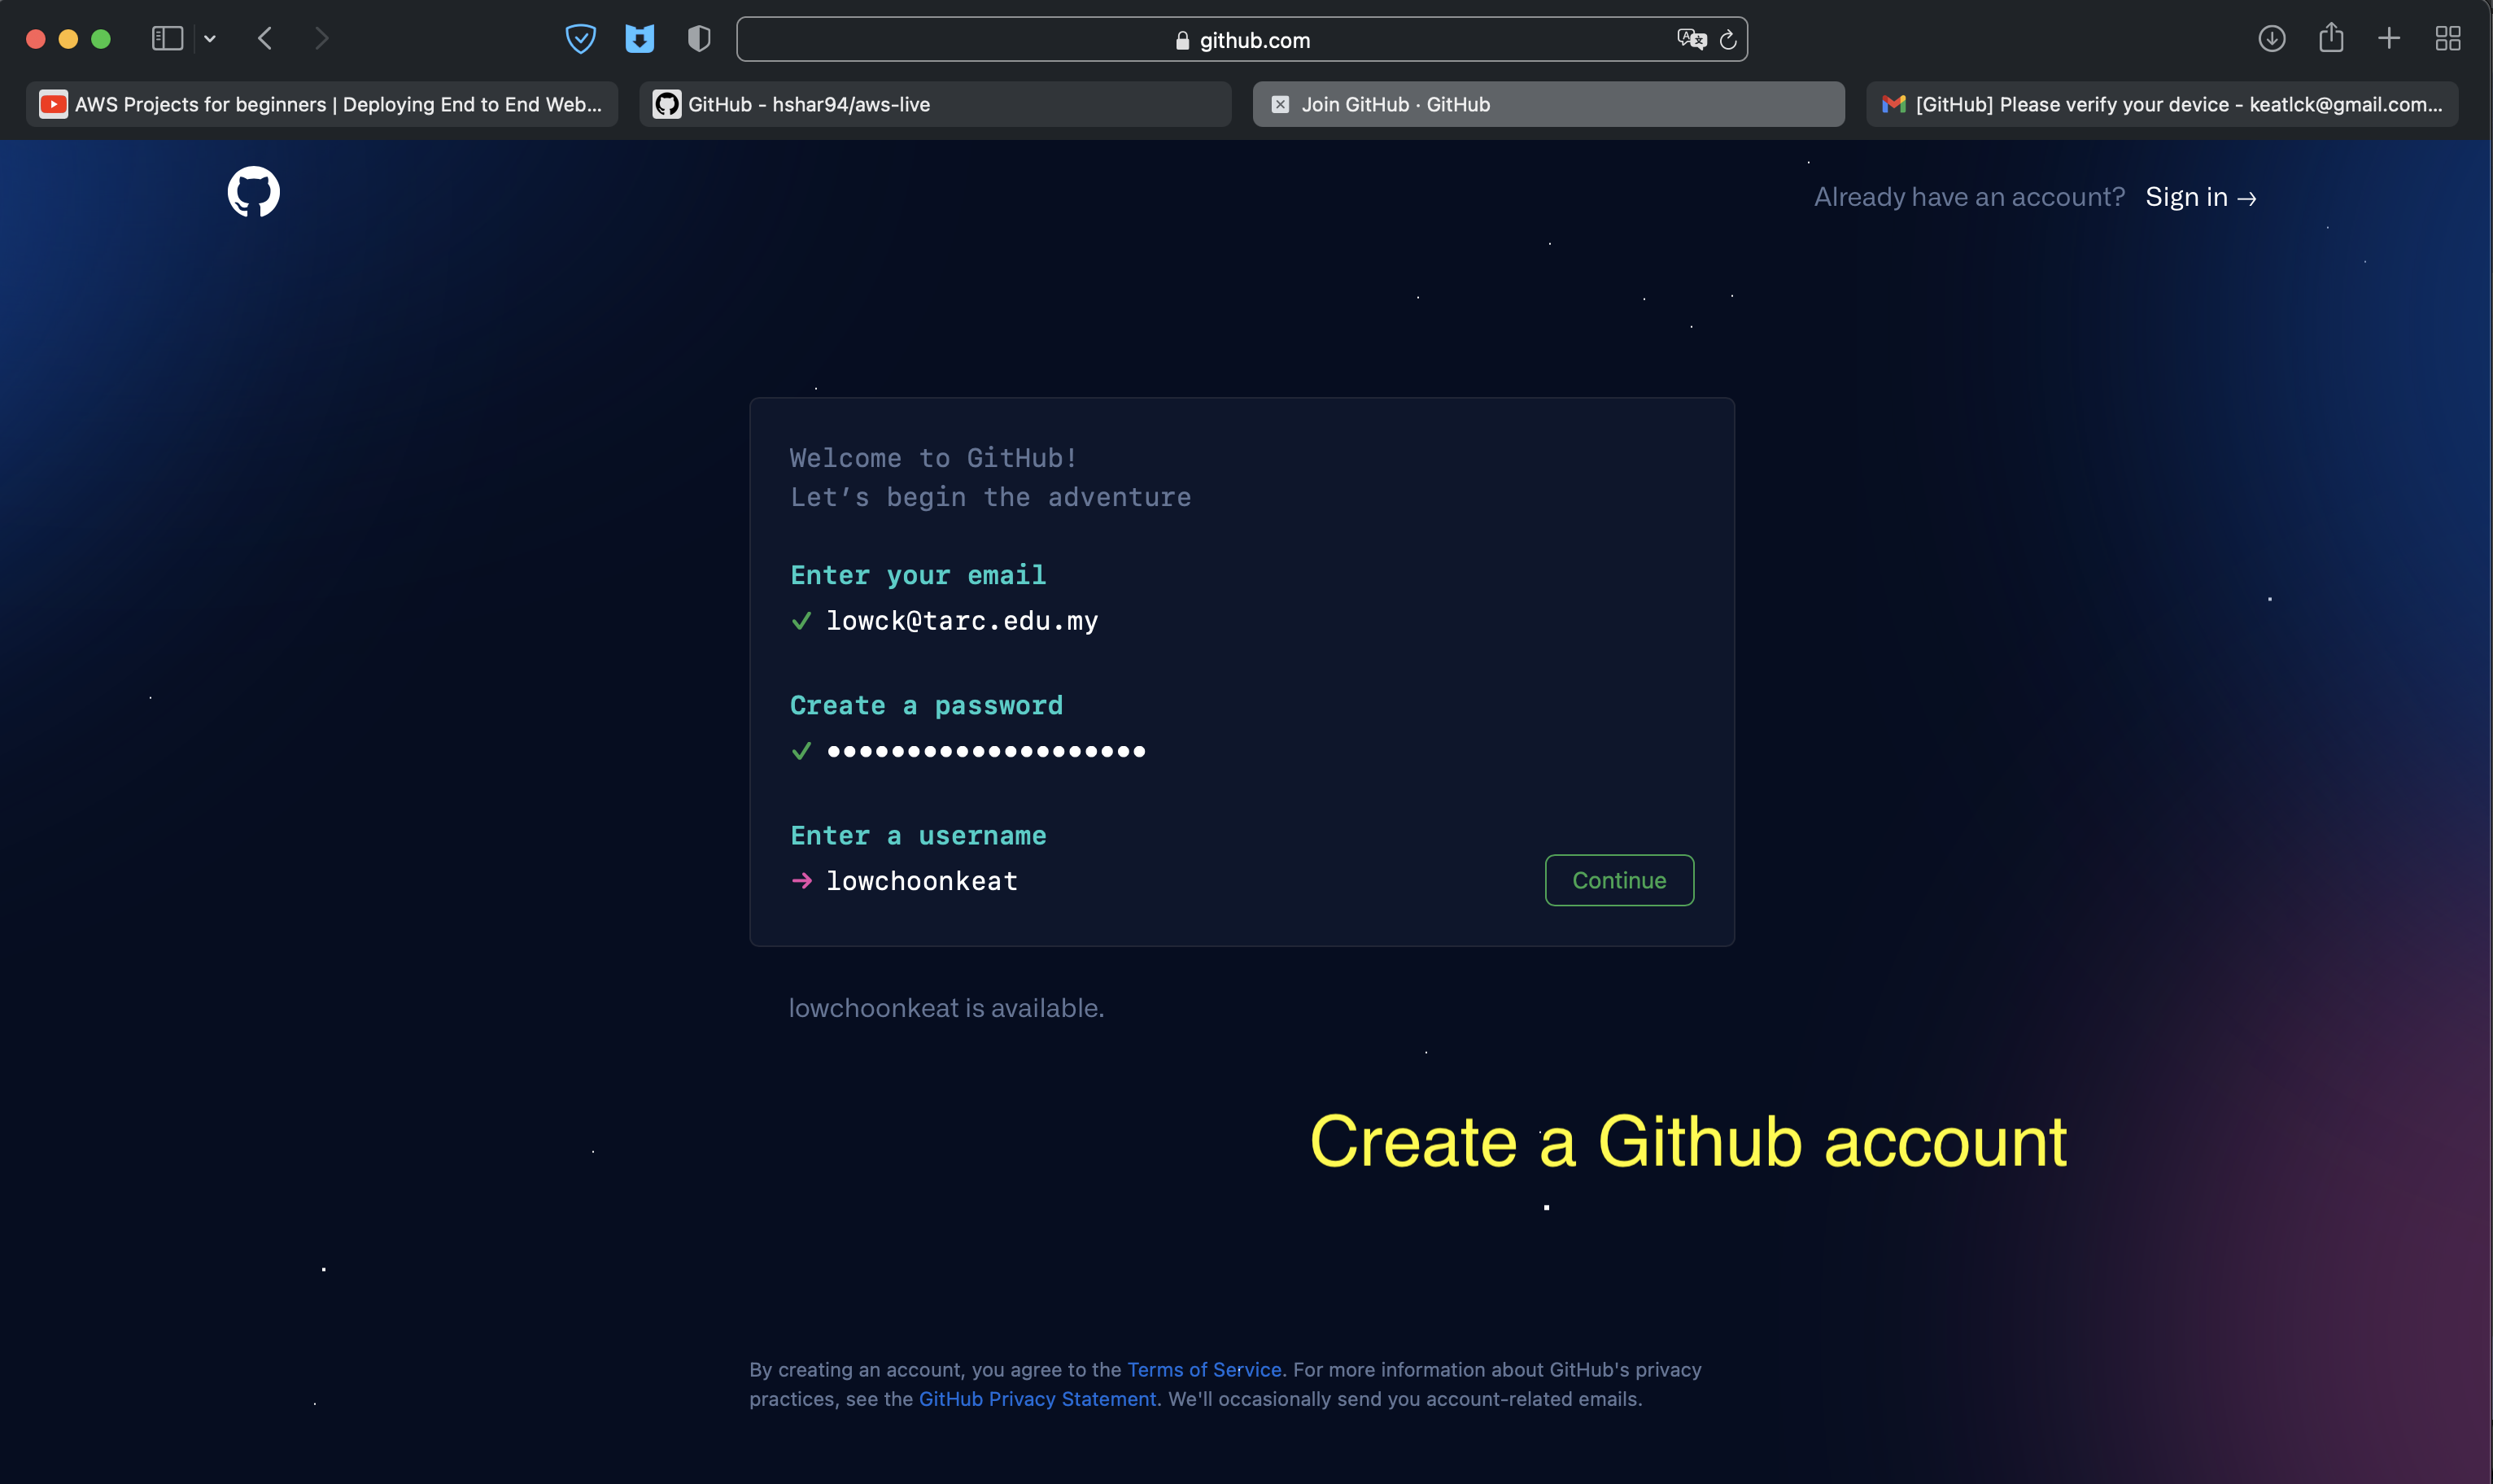 github.com
AWS Projects for beginners | Deploying End to End Web...
GitHub - hshar94/aws-live
Join GitHub · GitHub
[GitHub] Please verify your device - keatlck@gmail.com...
Already have an account? Sign in →
Welcome to GitHub!
Let’s begin the adventure
Enter your email
✓ lowck@tarc.edu.my
Create a password
✓ ••••••••••••••••••••
Enter a username
→ lowchoonkeat
Continue
lowchoonkeat is available.
Create a Github account
By creating an account, you agree to the Terms of Service. For more information about GitHub's privacy
practices, see the GitHub Privacy Statement. We'll occasionally send you account-related emails.